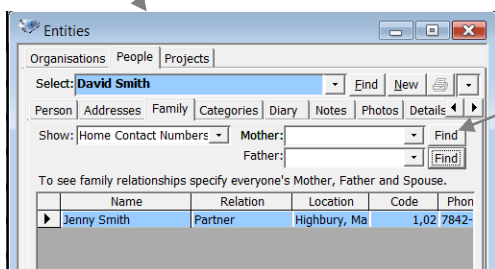 Entities
Organisations People Projects
Select: David Smith Find New
Person Addresses Family Categories Diary Notes Photos Details
Show: Home Contact Numbers Mother: Find
Father: Find
To see family relationships specify everyone's Mother, Father and Spouse.
Name Relation Location Code Phon
Jenny Smith Partner Highbury, Ma 1,02 7842-